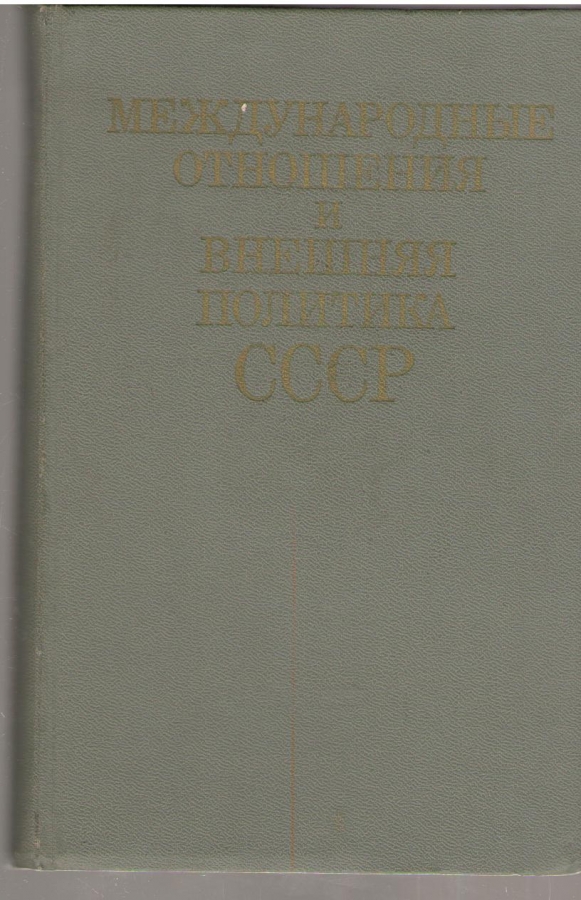 МЕЖДУНАРОДНЫЕ
ОТНОШЕНИЯ
И
ВНЕШНЯЯ
ПОЛИТИКА
СССР